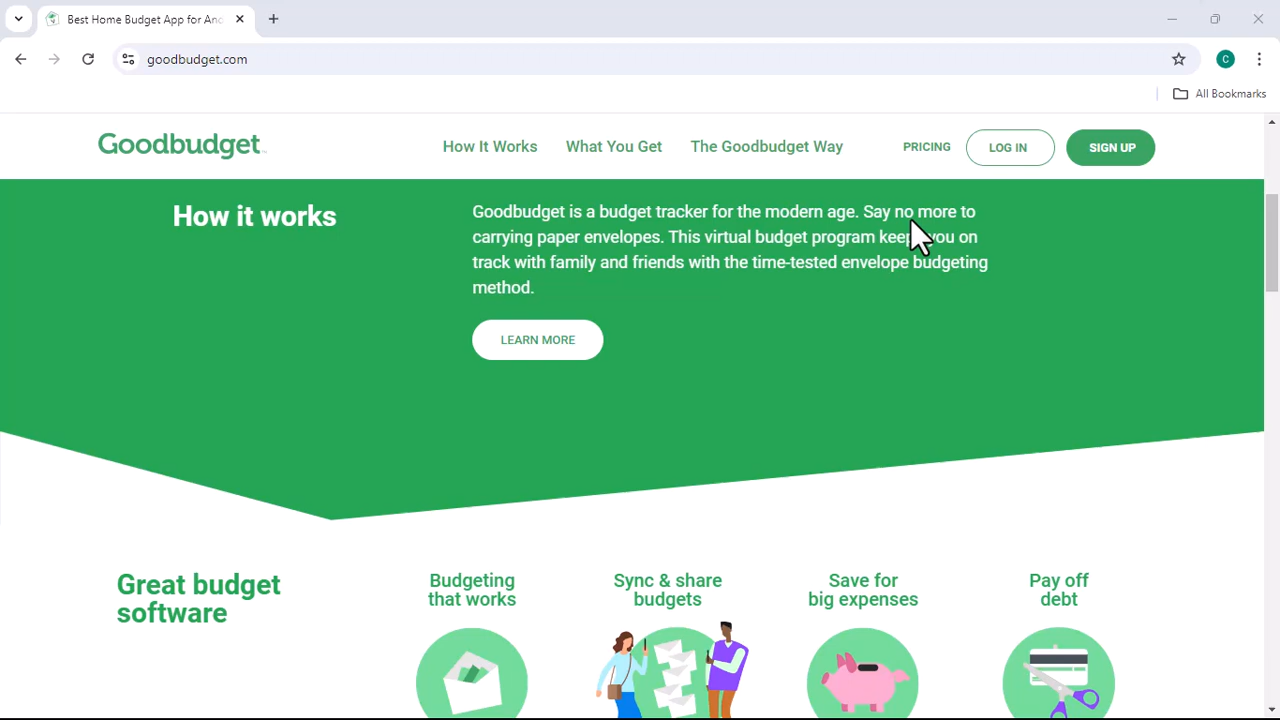 Best Home Budget App for And
goodbudget.com
C
All Bookmarks
Goodbudget
How It Works
What You Get
The Goodbudget Way
PRICING
LOG IN
SIGN UP
How it works
Goodbudget is a budget tracker for the modern age. Say no more to
carrying paper envelopes. This virtual budget program keeps you on
track with family and friends with the time-tested envelope budgeting
method.
LEARN MORE
Great budget
software
Budgeting
that works
Sync & share
budgets
Save for
big expenses
Pay off
debt